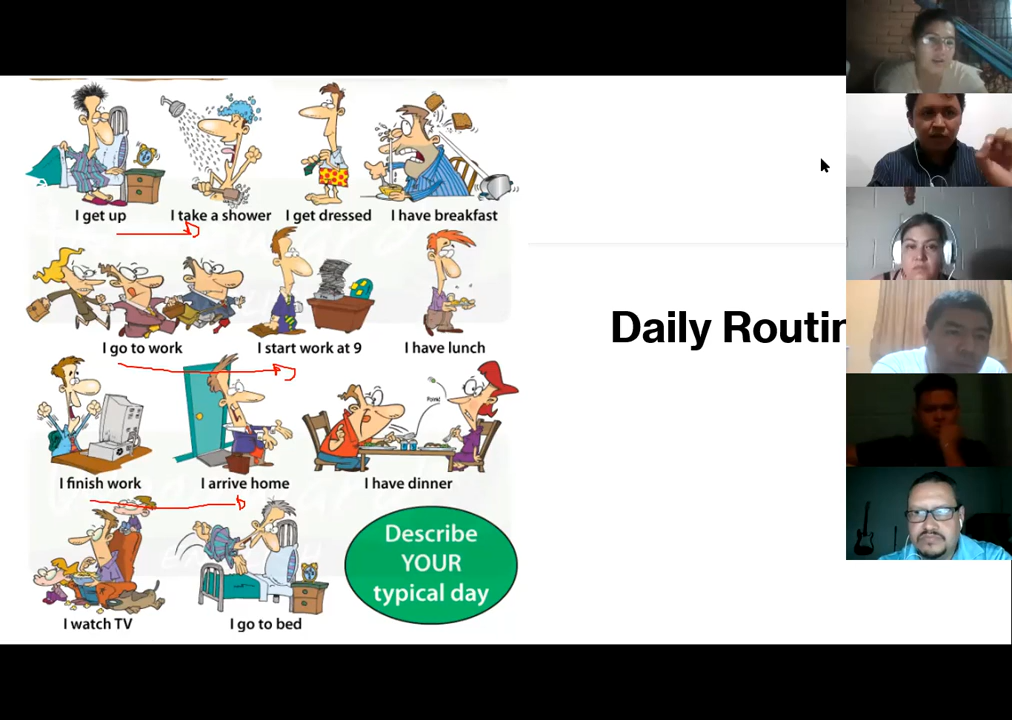 I get up
I take a shower
I get dressed
I have breakfast
I go to work
I start work at 9
I have lunch
Daily Routin
I finish work
I arrive home
I have dinner
I watch TV
I go to bed
Describe
YOUR
typical day